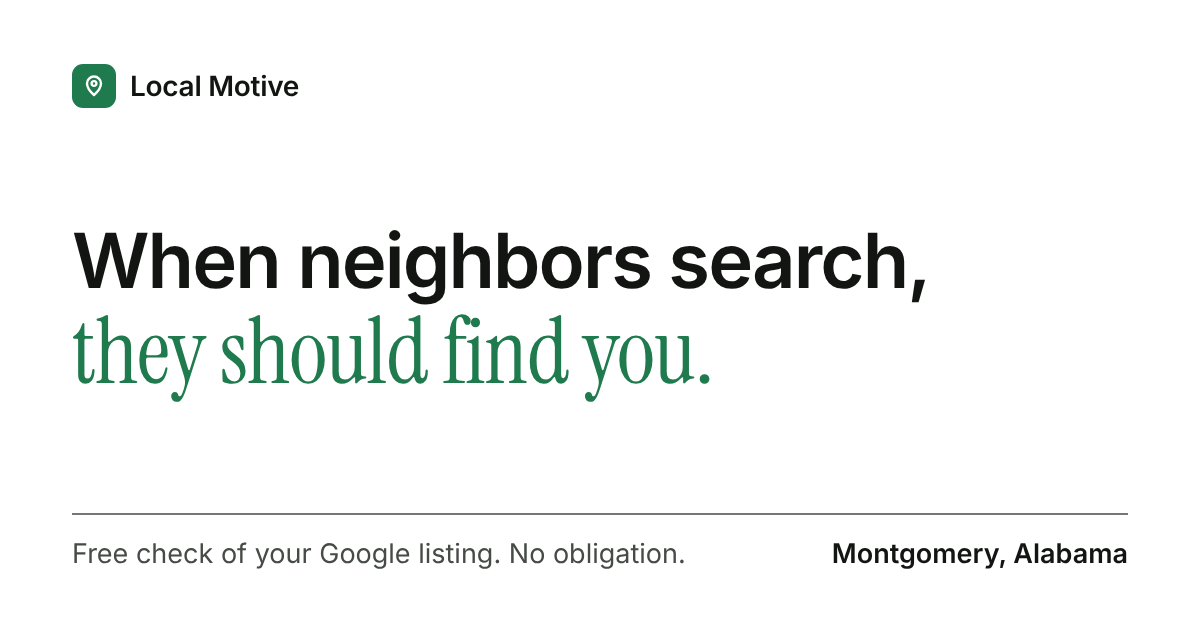 Local Motive
When neighbors search,
they should find you.
Free check of your Google listing. No obligation.
Montgomery, Alabama